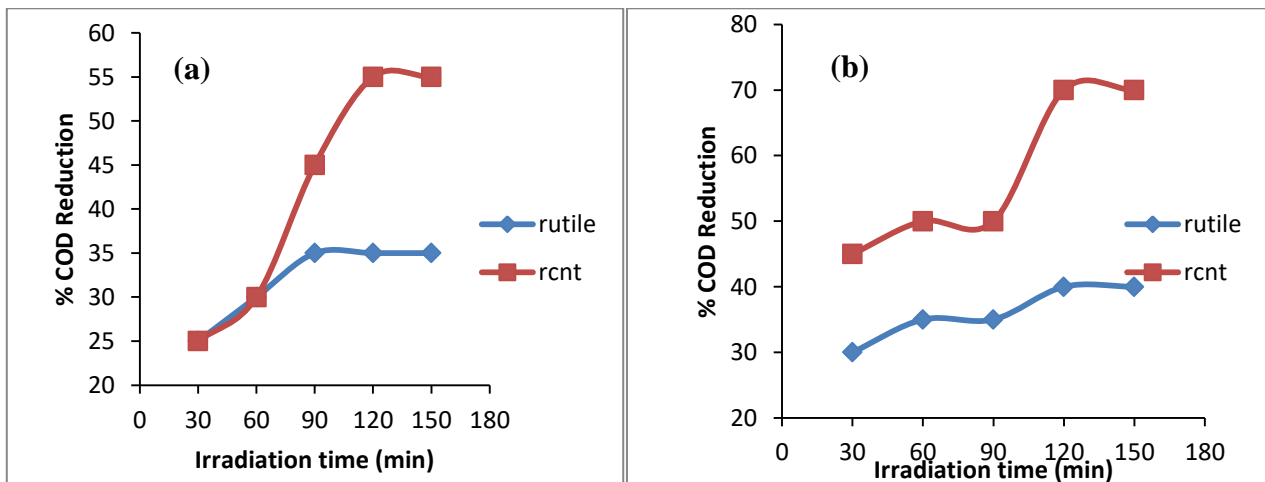 (a)
% COD Reduction
60
55
50
45
40
35
30
25
20
0 30 60 90 120 150 180
Irradiation time (min)
rutile
rcnt
(b)
% COD Reduction
80
70
60
50
40
30
20
0 30 60 90 120 150 180
Irradiation time (min)
rutile
rcnt